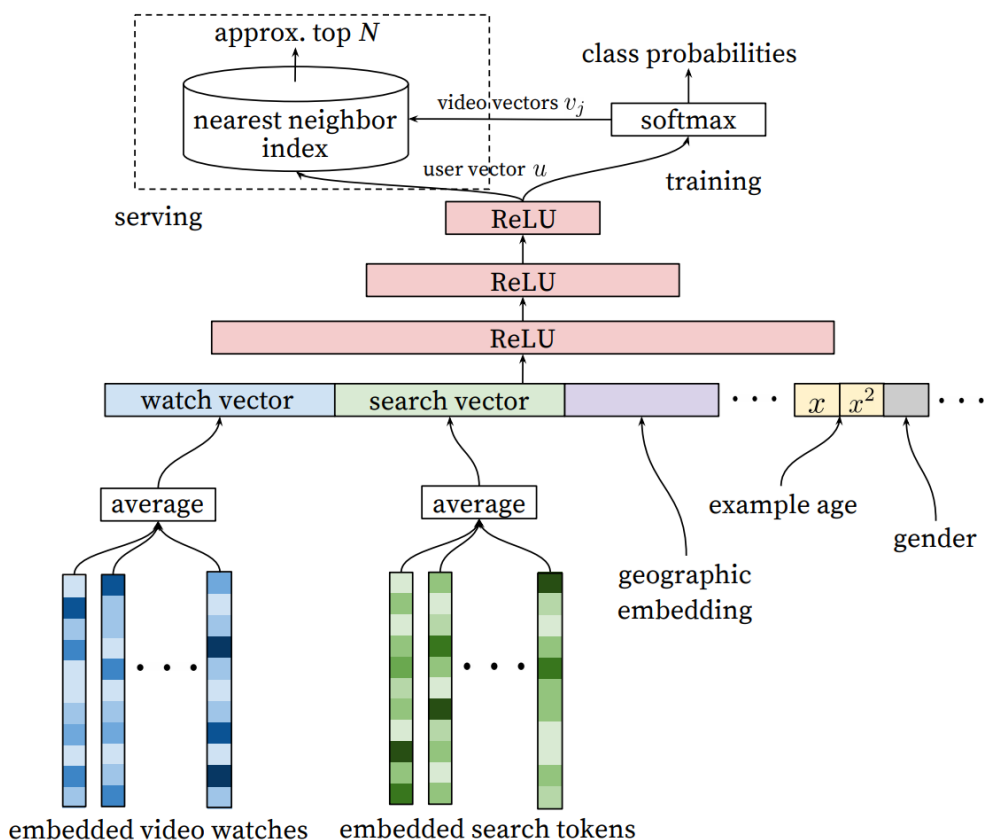 approx. top N
class probabilities
video vectors v_j
nearest neighbor
index
softmax
user vector u
training
serving
ReLU
ReLU
ReLU
watch vector
search vector
· · ·
x
x²
· · ·
average
average
example age
gender
geographic
embedding
· · ·
· · ·
embedded video watches
embedded search tokens